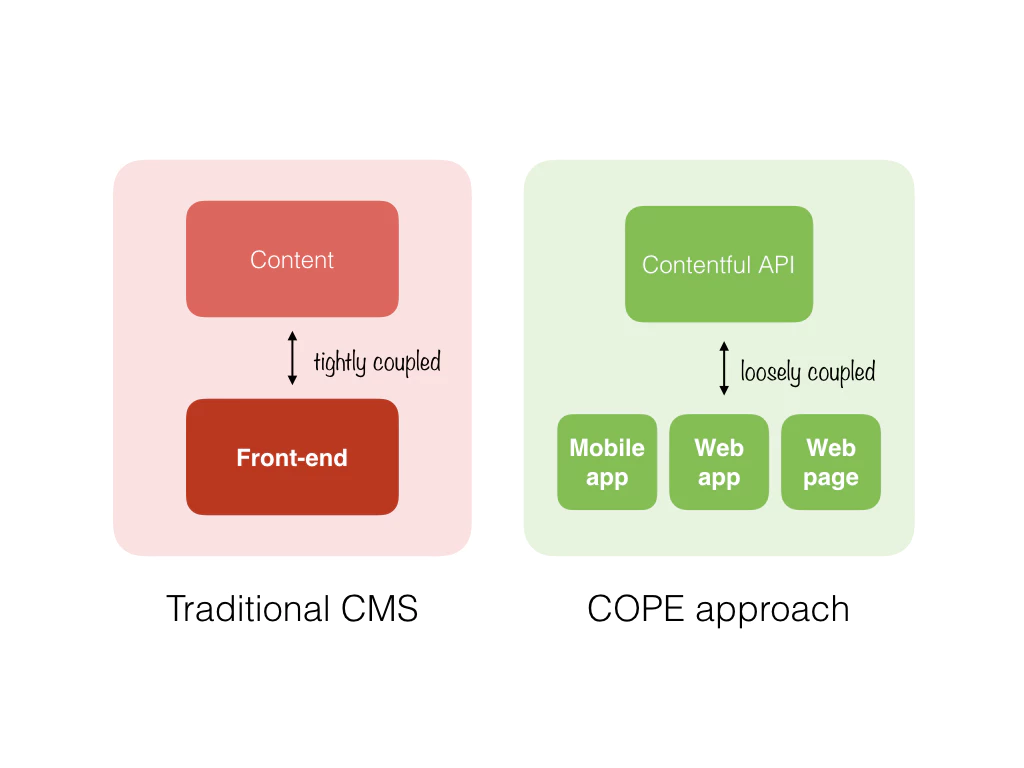 Content
tightly coupled
Front-end
Traditional CMS
Contentful API
loosely coupled
Mobile
app
Web
app
Web
page
COPE approach